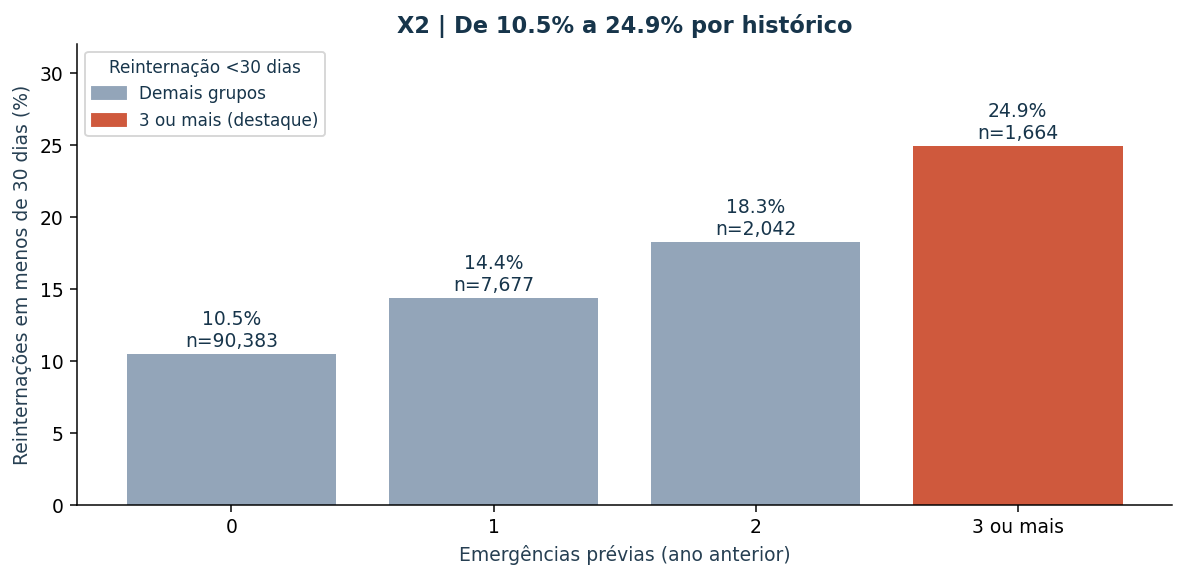 X2 | De 10.5% a 24.9% por histórico
Reinternações em menos de 30 dias (%)
30
25
20
15
10
5
0
Reinternação <30 dias
Demais grupos
3 ou mais (destaque)
10.5%
n=90,383
14.4%
n=7,677
18.3%
n=2,042
24.9%
n=1,664
0
1
2
3 ou mais
Emergências prévias (ano anterior)